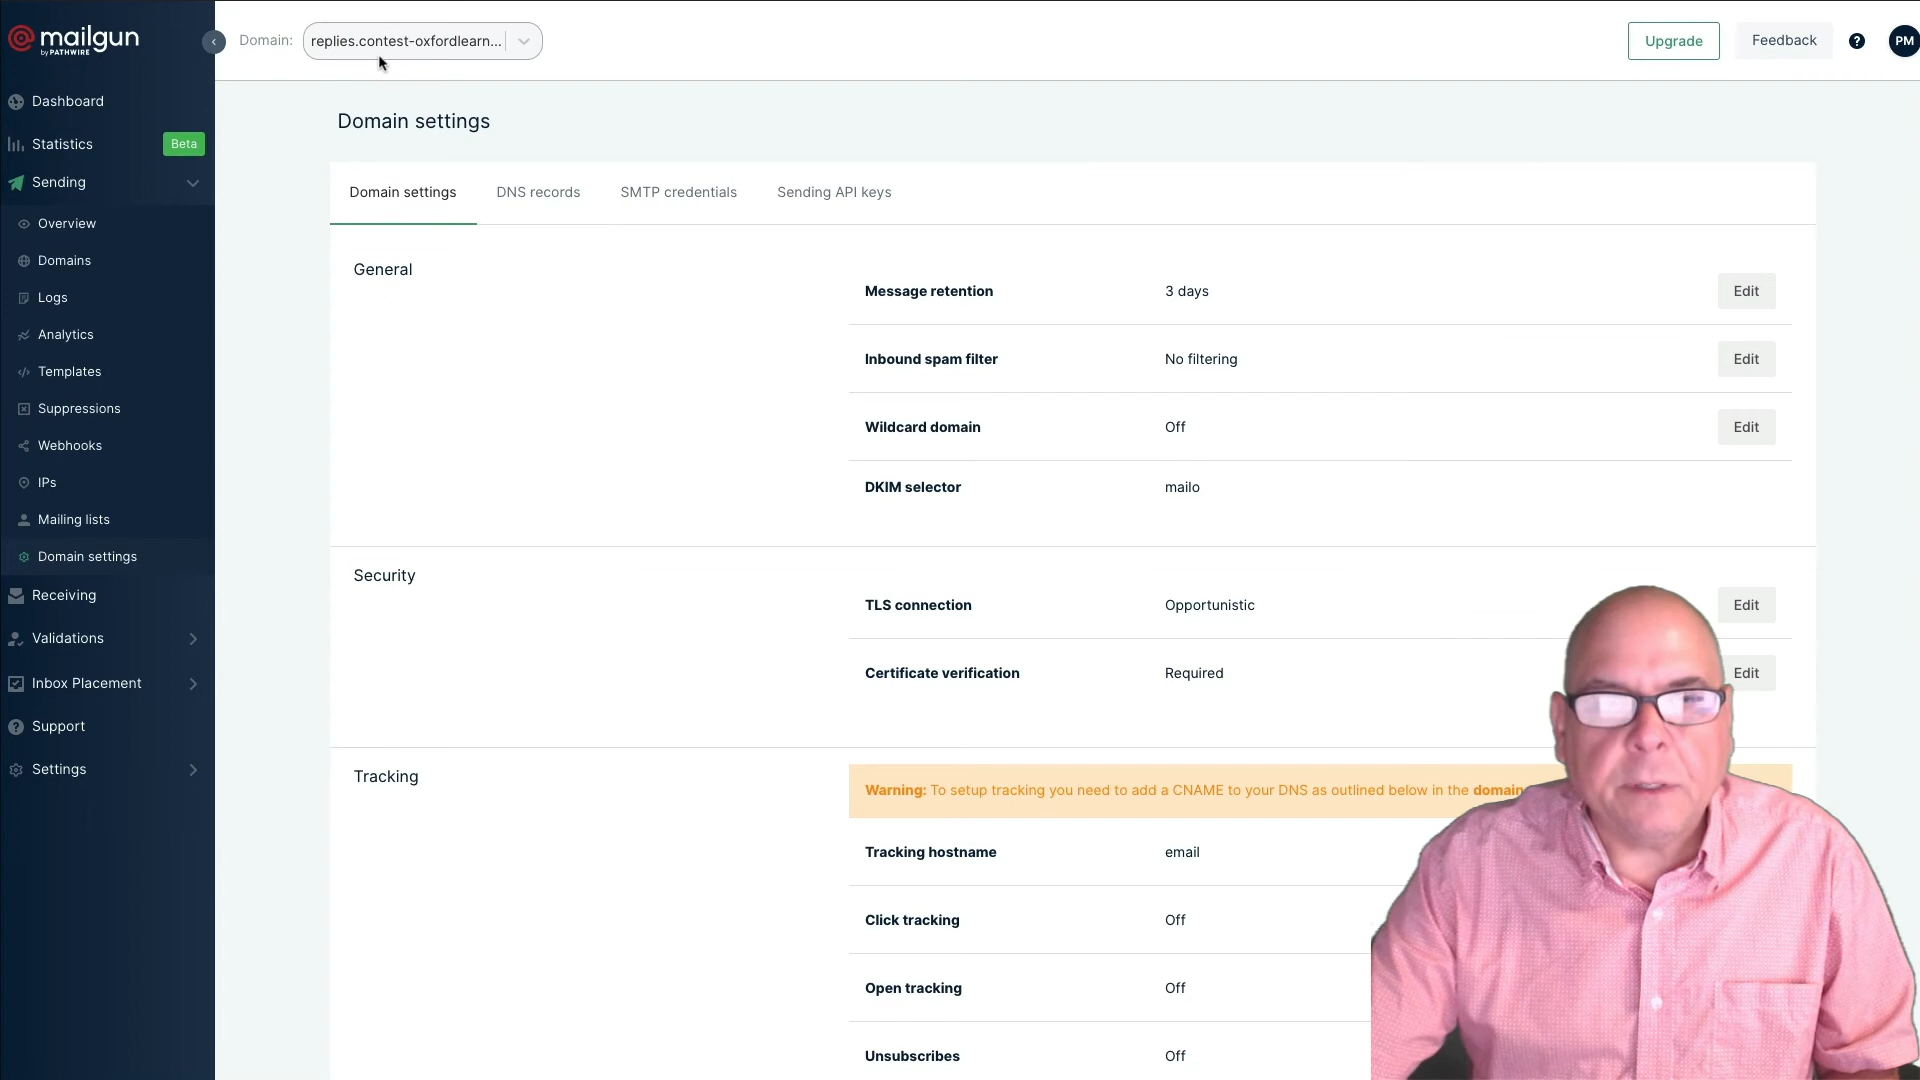 mailgun
by PATHWIRE
Domain:
replies.contest-oxfordlearn...
Upgrade
Feedback
?
PM
Dashboard
Statistics
Beta
Sending
Overview
Domains
Logs
Analytics
Templates
Suppressions
Webhooks
IPs
Mailing lists
Domain settings
Receiving
Validations
Inbox Placement
Support
Settings
Domain settings
Domain settings
DNS records
SMTP credentials
Sending API keys
General
Message retention
3 days
Edit
Inbound spam filter
No filtering
Edit
Wildcard domain
Off
Edit
DKIM selector
mailo
Security
TLS connection
Opportunistic
Edit
Certificate verification
Required
Edit
Tracking
Warning: To setup tracking you need to add a CNAME to your DNS as outlined below in the domain
Tracking hostname
email
Click tracking
Off
Open tracking
Off
Unsubscribes
Off